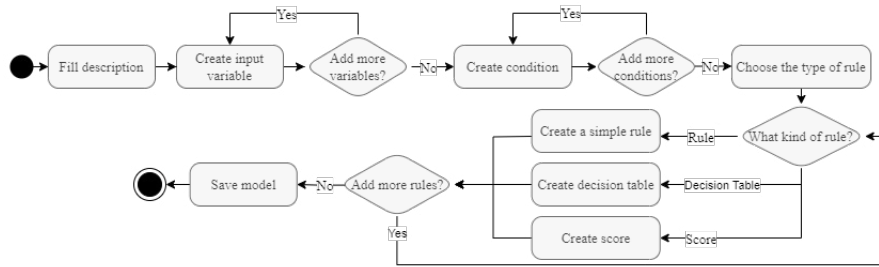 Yes
Yes
Fill description
Create input
variable
Add more
variables?
No
Create condition
Add more
conditions?
No
Choose the type of rule
Create a simple rule
Rule
What kind of rule?
Save model
No
Add more rules?
Create decision table
Decision Table
Yes
Create score
Score